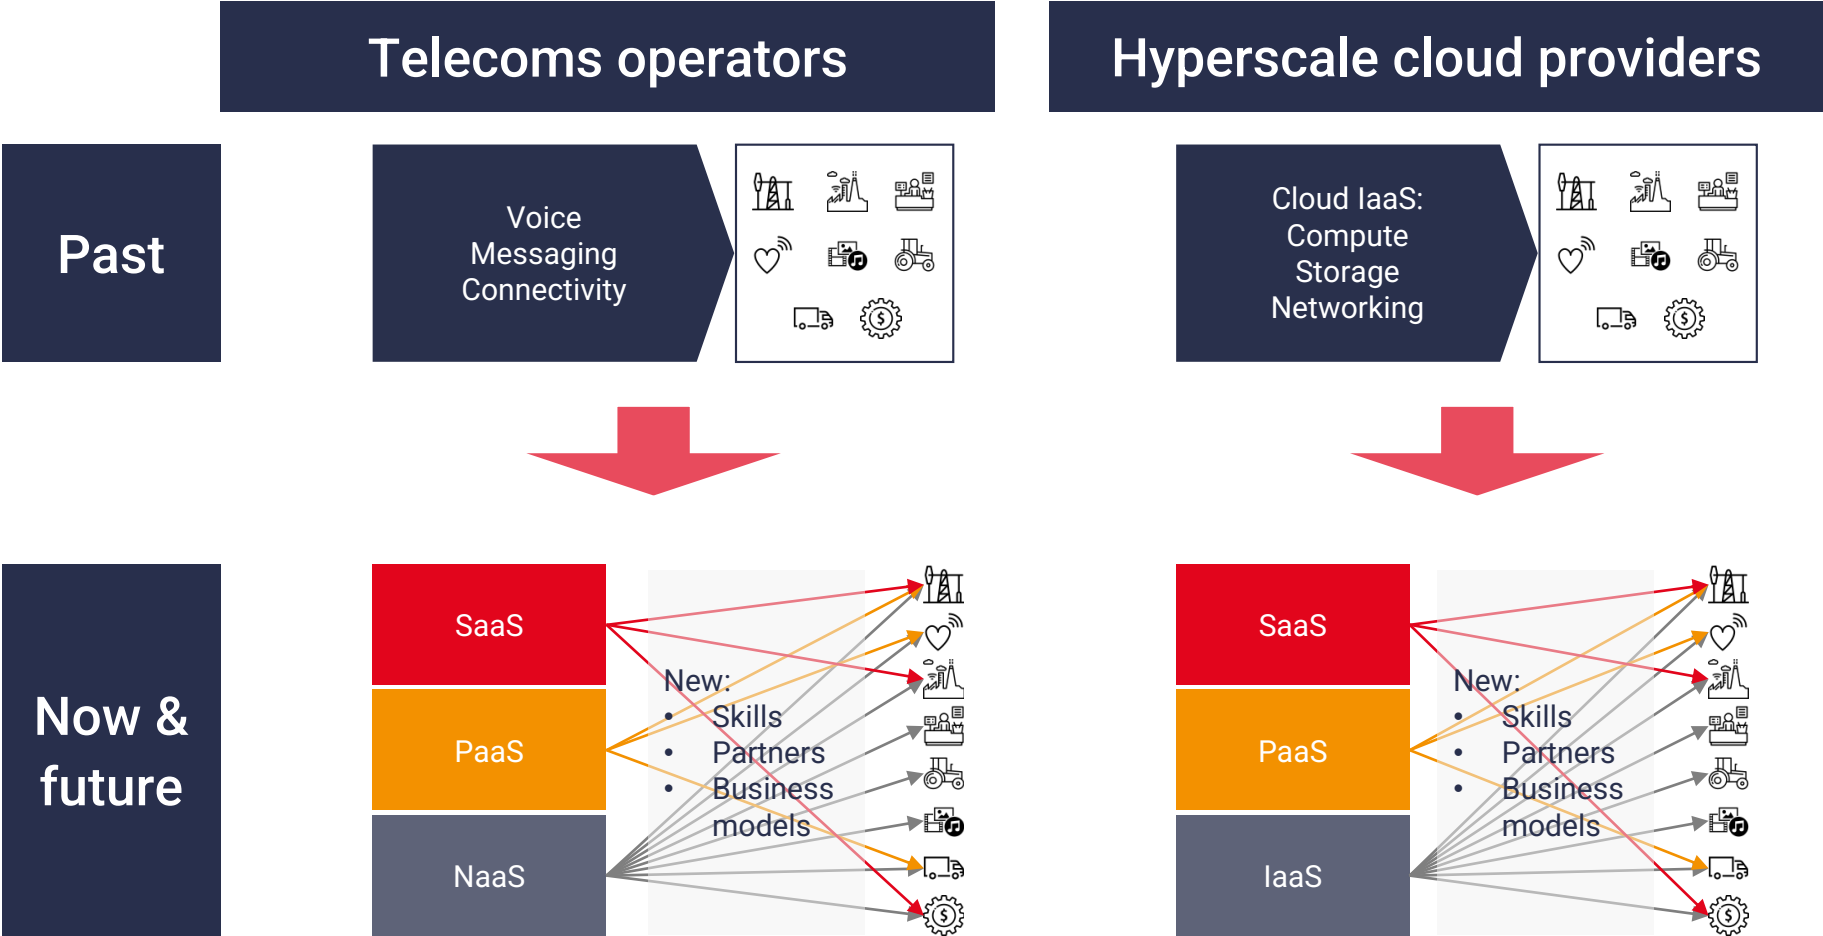 Telecoms operators
Hyperscale cloud providers
Past
Voice
Messaging
Connectivity
Cloud IaaS:
Compute
Storage
Networking
Now &
future
SaaS
PaaS
NaaS
New:
• Skills
• Partners
• Business
models
SaaS
PaaS
IaaS
New:
• Skills
• Partners
• Business
models